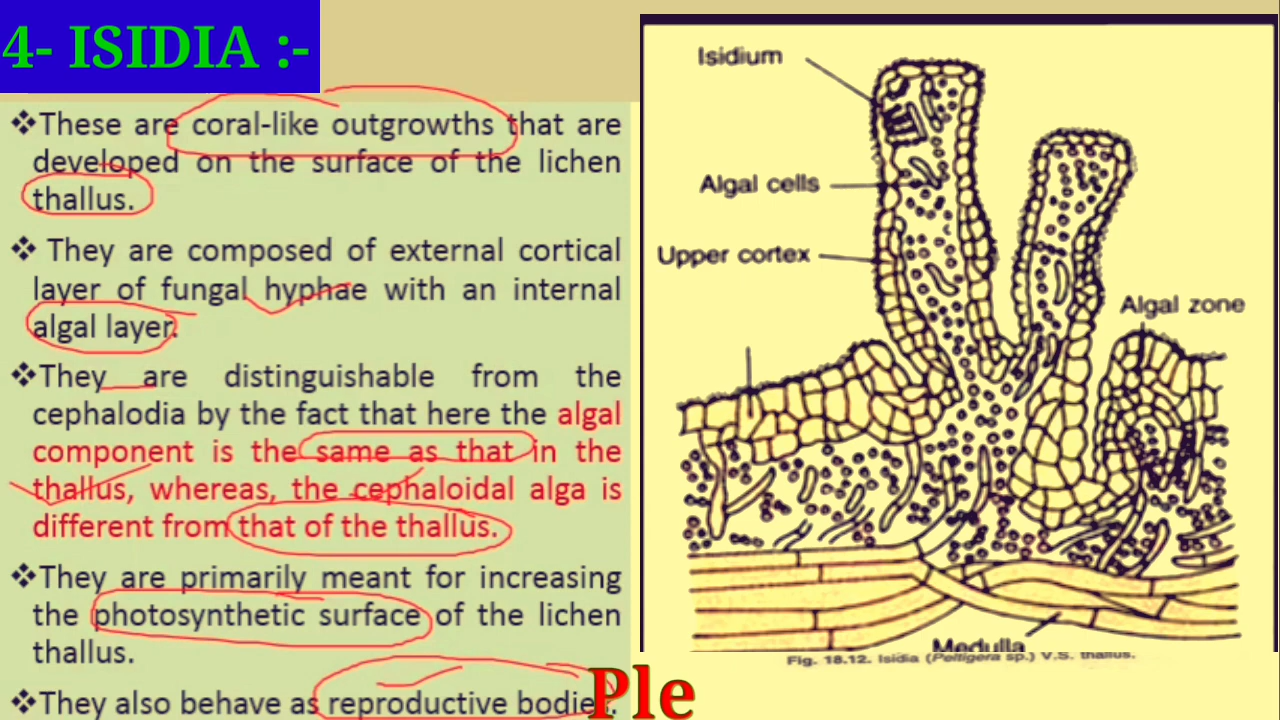 4- ISIDIA :-
❖These are coral-like outgrowths that are
developed on the surface of the lichen
thallus.
❖ They are composed of external cortical
layer of fungal hyphae with an internal
algal layer.
❖They are distinguishable from the
cephalodia by the fact that here the algal
component is the same as that in the
thallus, whereas, the cephaloidal alga is
different from that of the thallus.
❖They are primarily meant for increasing
the photosynthetic surface of the lichen
thallus.
❖They also behave as reproductive bodies.
Isidium
Algal cells
Upper cortex
Algal zone
Medulla
Fig. 18.12. Isidia (Peltigera sp.) V.S. thallus.
Ple